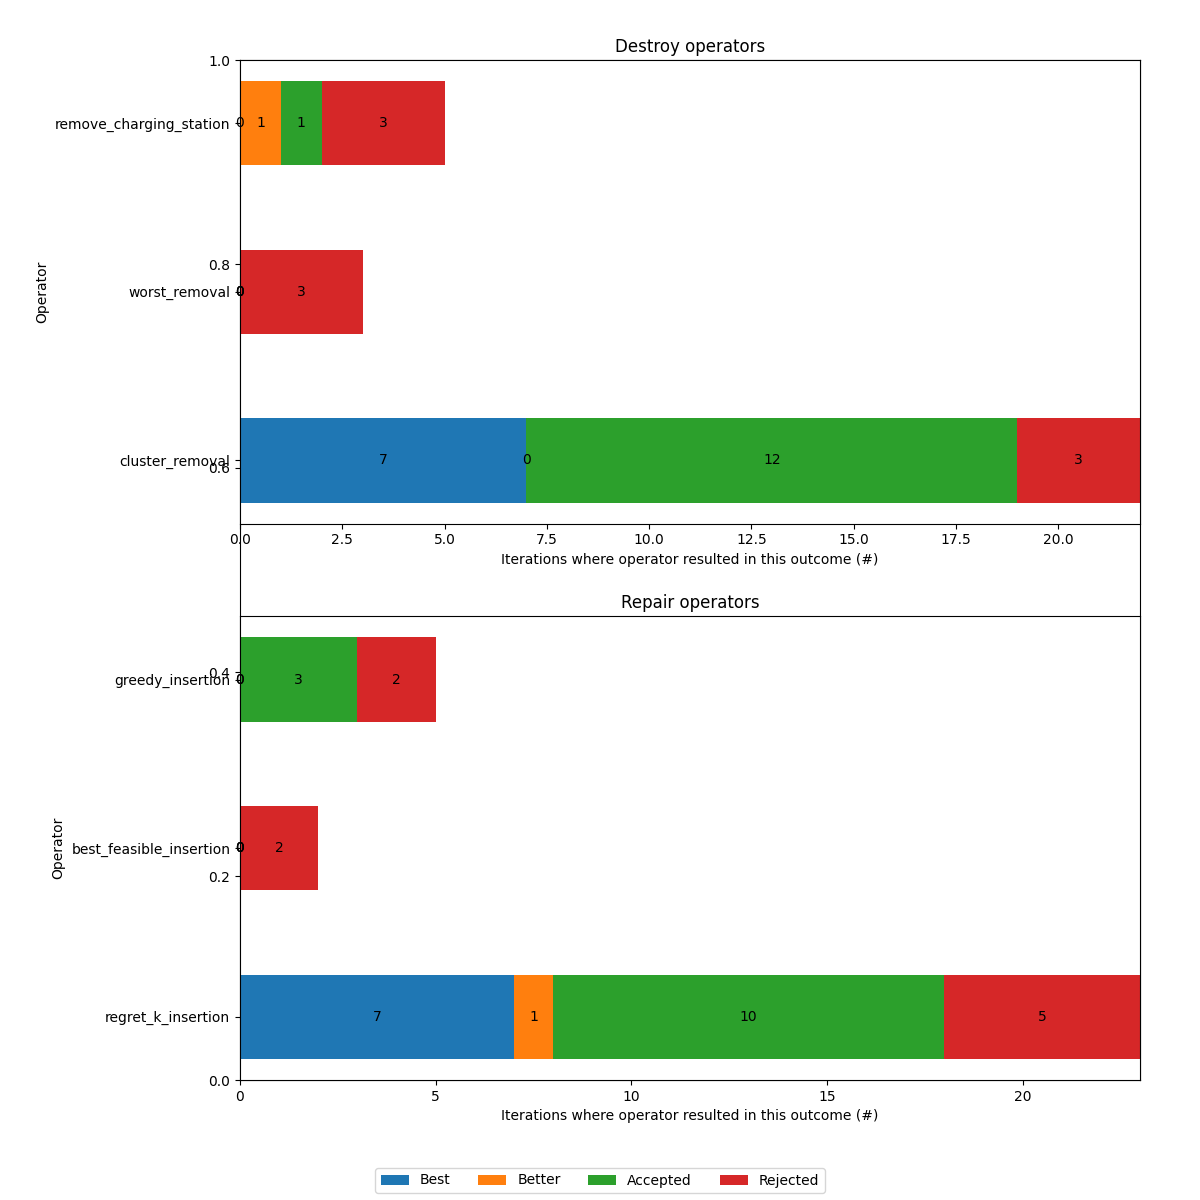 Destroy operators
1.0
remove_charging_station 0 1 1 3
0.8
worst_removal 0 0 3
Operator
cluster_removal 7 0 12 3
0.6
0.0 2.5 5.0 7.5 10.0 12.5 15.0 17.5 20.0
Iterations where operator resulted in this outcome (#)
Repair operators
0.4
greedy_insertion 0 0 3 2
best_feasible_insertion 0 0 2
Operator
0.2
regret_k_insertion 7 1 10 5
0.0
0 5 10 15 20
Iterations where operator resulted in this outcome (#)
Best Better Accepted Rejected